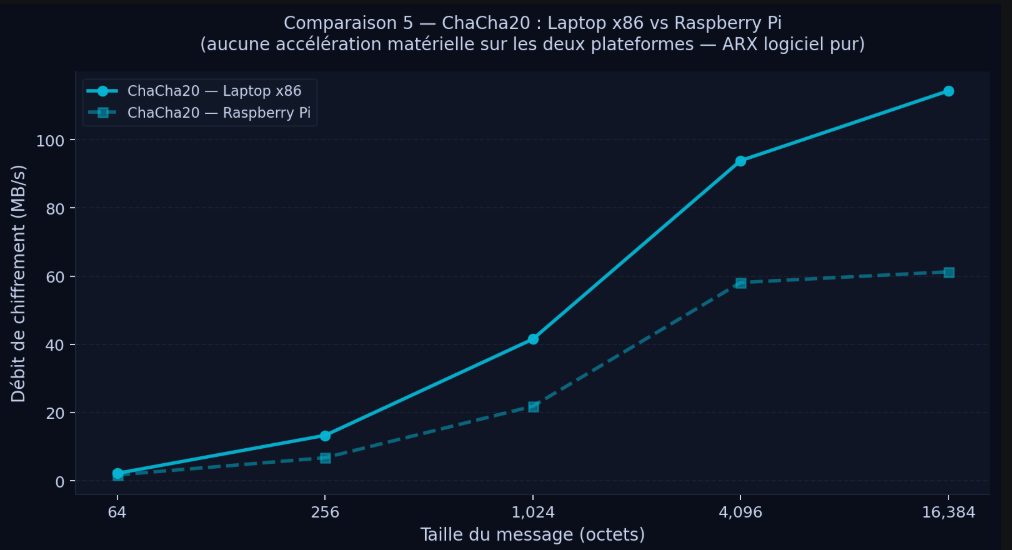 Comparaison 5 — ChaCha20 : Laptop x86 vs Raspberry Pi
(aucune accélération matérielle sur les deux plateformes — ARX logiciel pur)
ChaCha20 — Laptop x86
ChaCha20 — Raspberry Pi
Débit de chiffrement (MB/s)
100
80
60
40
20
0
64
256
1,024
4,096
16,384
Taille du message (octets)